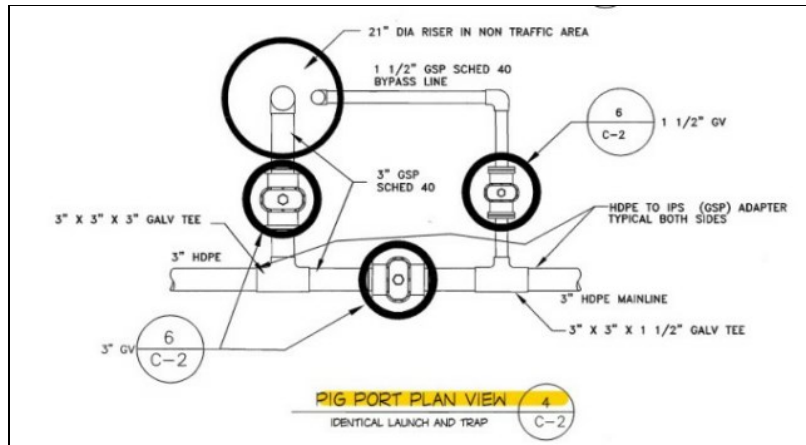 21" DIA RISER IN NON TRAFFIC AREA
1 1/2" GSP SCHED 40
BYPASS LINE
6
C-2
1 1/2" GV
3" GSP
SCHED 40
HDPE TO IPS (GSP) ADAPTER
TYPICAL BOTH SIDES
3" X 3" X 3" GALV TEE
3" HDPE
3" HDPE MAINLINE
3" X 3" X 1 1/2" GALV TEE
3" GV
6
C-2
PIG PORT PLAN VIEW
IDENTICAL LAUNCH AND TRAP
4
C-2